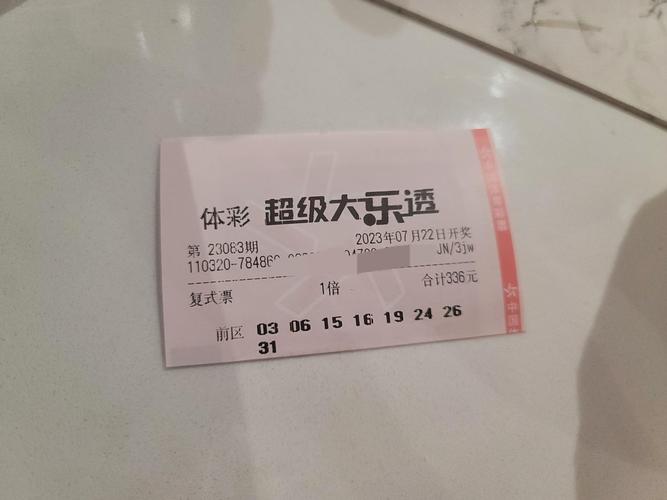 体彩 超级大乐透
第 23083期 2023年07月22日开奖
110320-784860 JN/3jw
复式票 1倍 合计336元
前区 03 06 15 16 19 24 26
31
中国